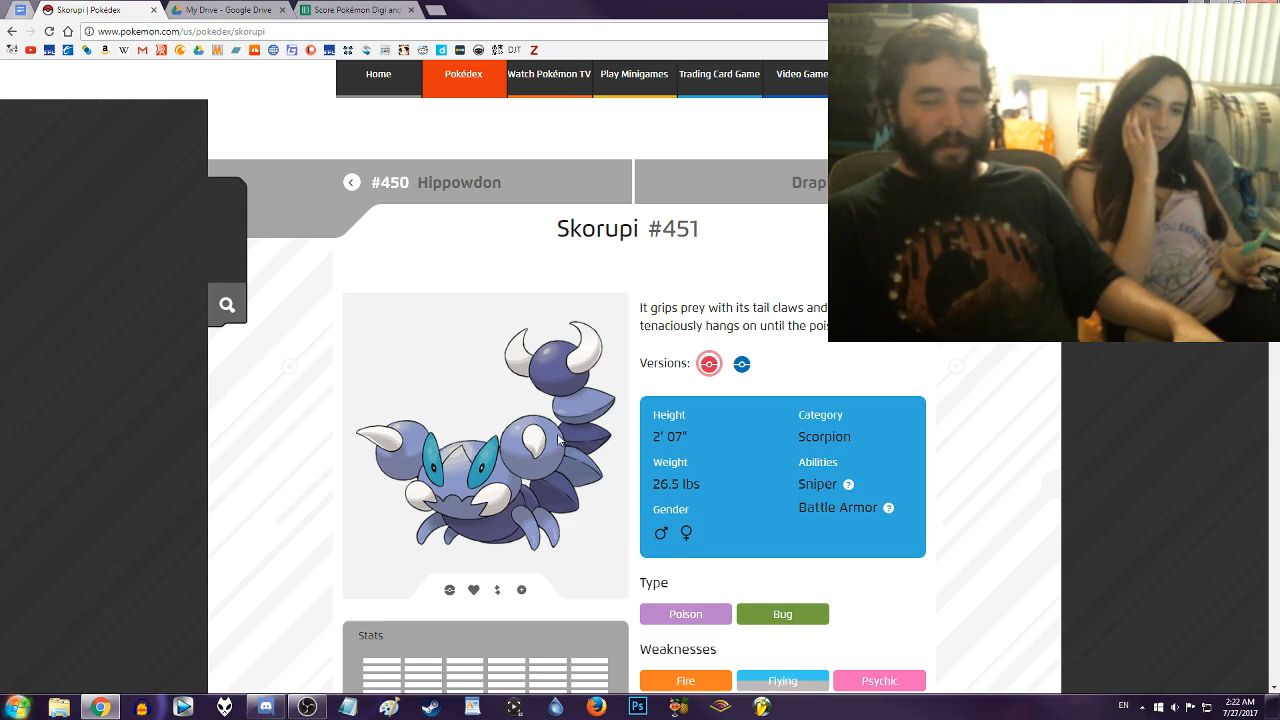 Skorupi | Pokédex
My Drive - Google Drive
Score Pokémon Digi and
www.pokemon.com/us/pokedex/skorupi
DJT
Home
Pokédex
Watch Pokémon TV
Play Minigames
Trading Card Game
Video Game
#450 Hippowdon
Drap
Skorupi #451
It grips prey with its tail claws and
tenaciously hangs on until the poi
Versions:
Height
2' 07"
Category
Scorpion
Weight
26.5 lbs
Abilities
Sniper ?
Battle Armor ?
Gender
Type
Poison
Bug
Weaknesses
Fire
Flying
Psychic
Stats
Ps
EN
2:22 AM
7/27/2017